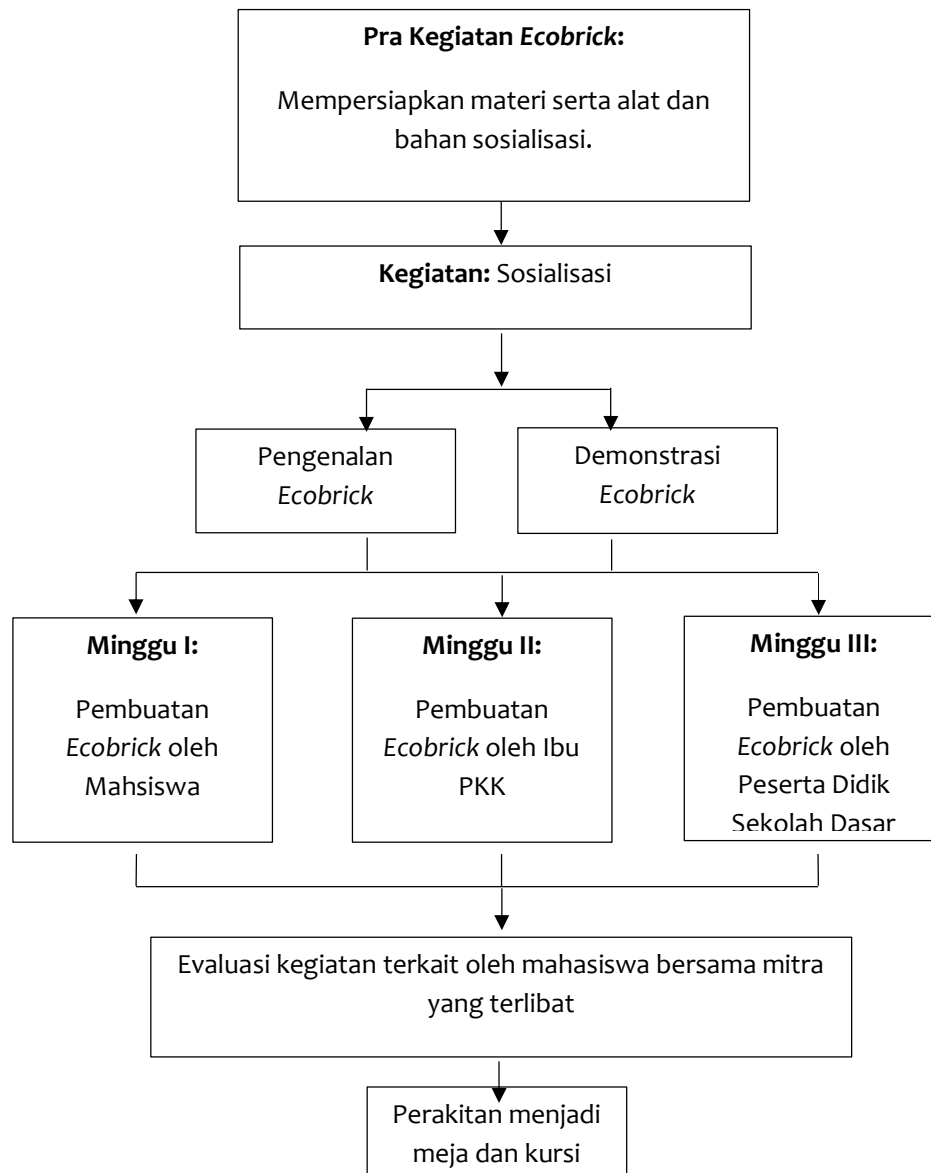 Pra Kegiatan Ecobrick:
Mempersiapkan materi serta alat dan
bahan sosialisasi.
Kegiatan: Sosialisasi
Pengenalan
Ecobrick
Demonstrasi
Ecobrick
Minggu I:
Pembuatan
Ecobrick oleh
Mahsiswa
Minggu II:
Pembuatan
Ecobrick oleh Ibu
PKK
Minggu III:
Pembuatan
Ecobrick oleh
Peserta Didik
Sekolah Dasar
Evaluasi kegiatan terkait oleh mahasiswa bersama mitra
yang terlibat
Perakitan menjadi
meja dan kursi